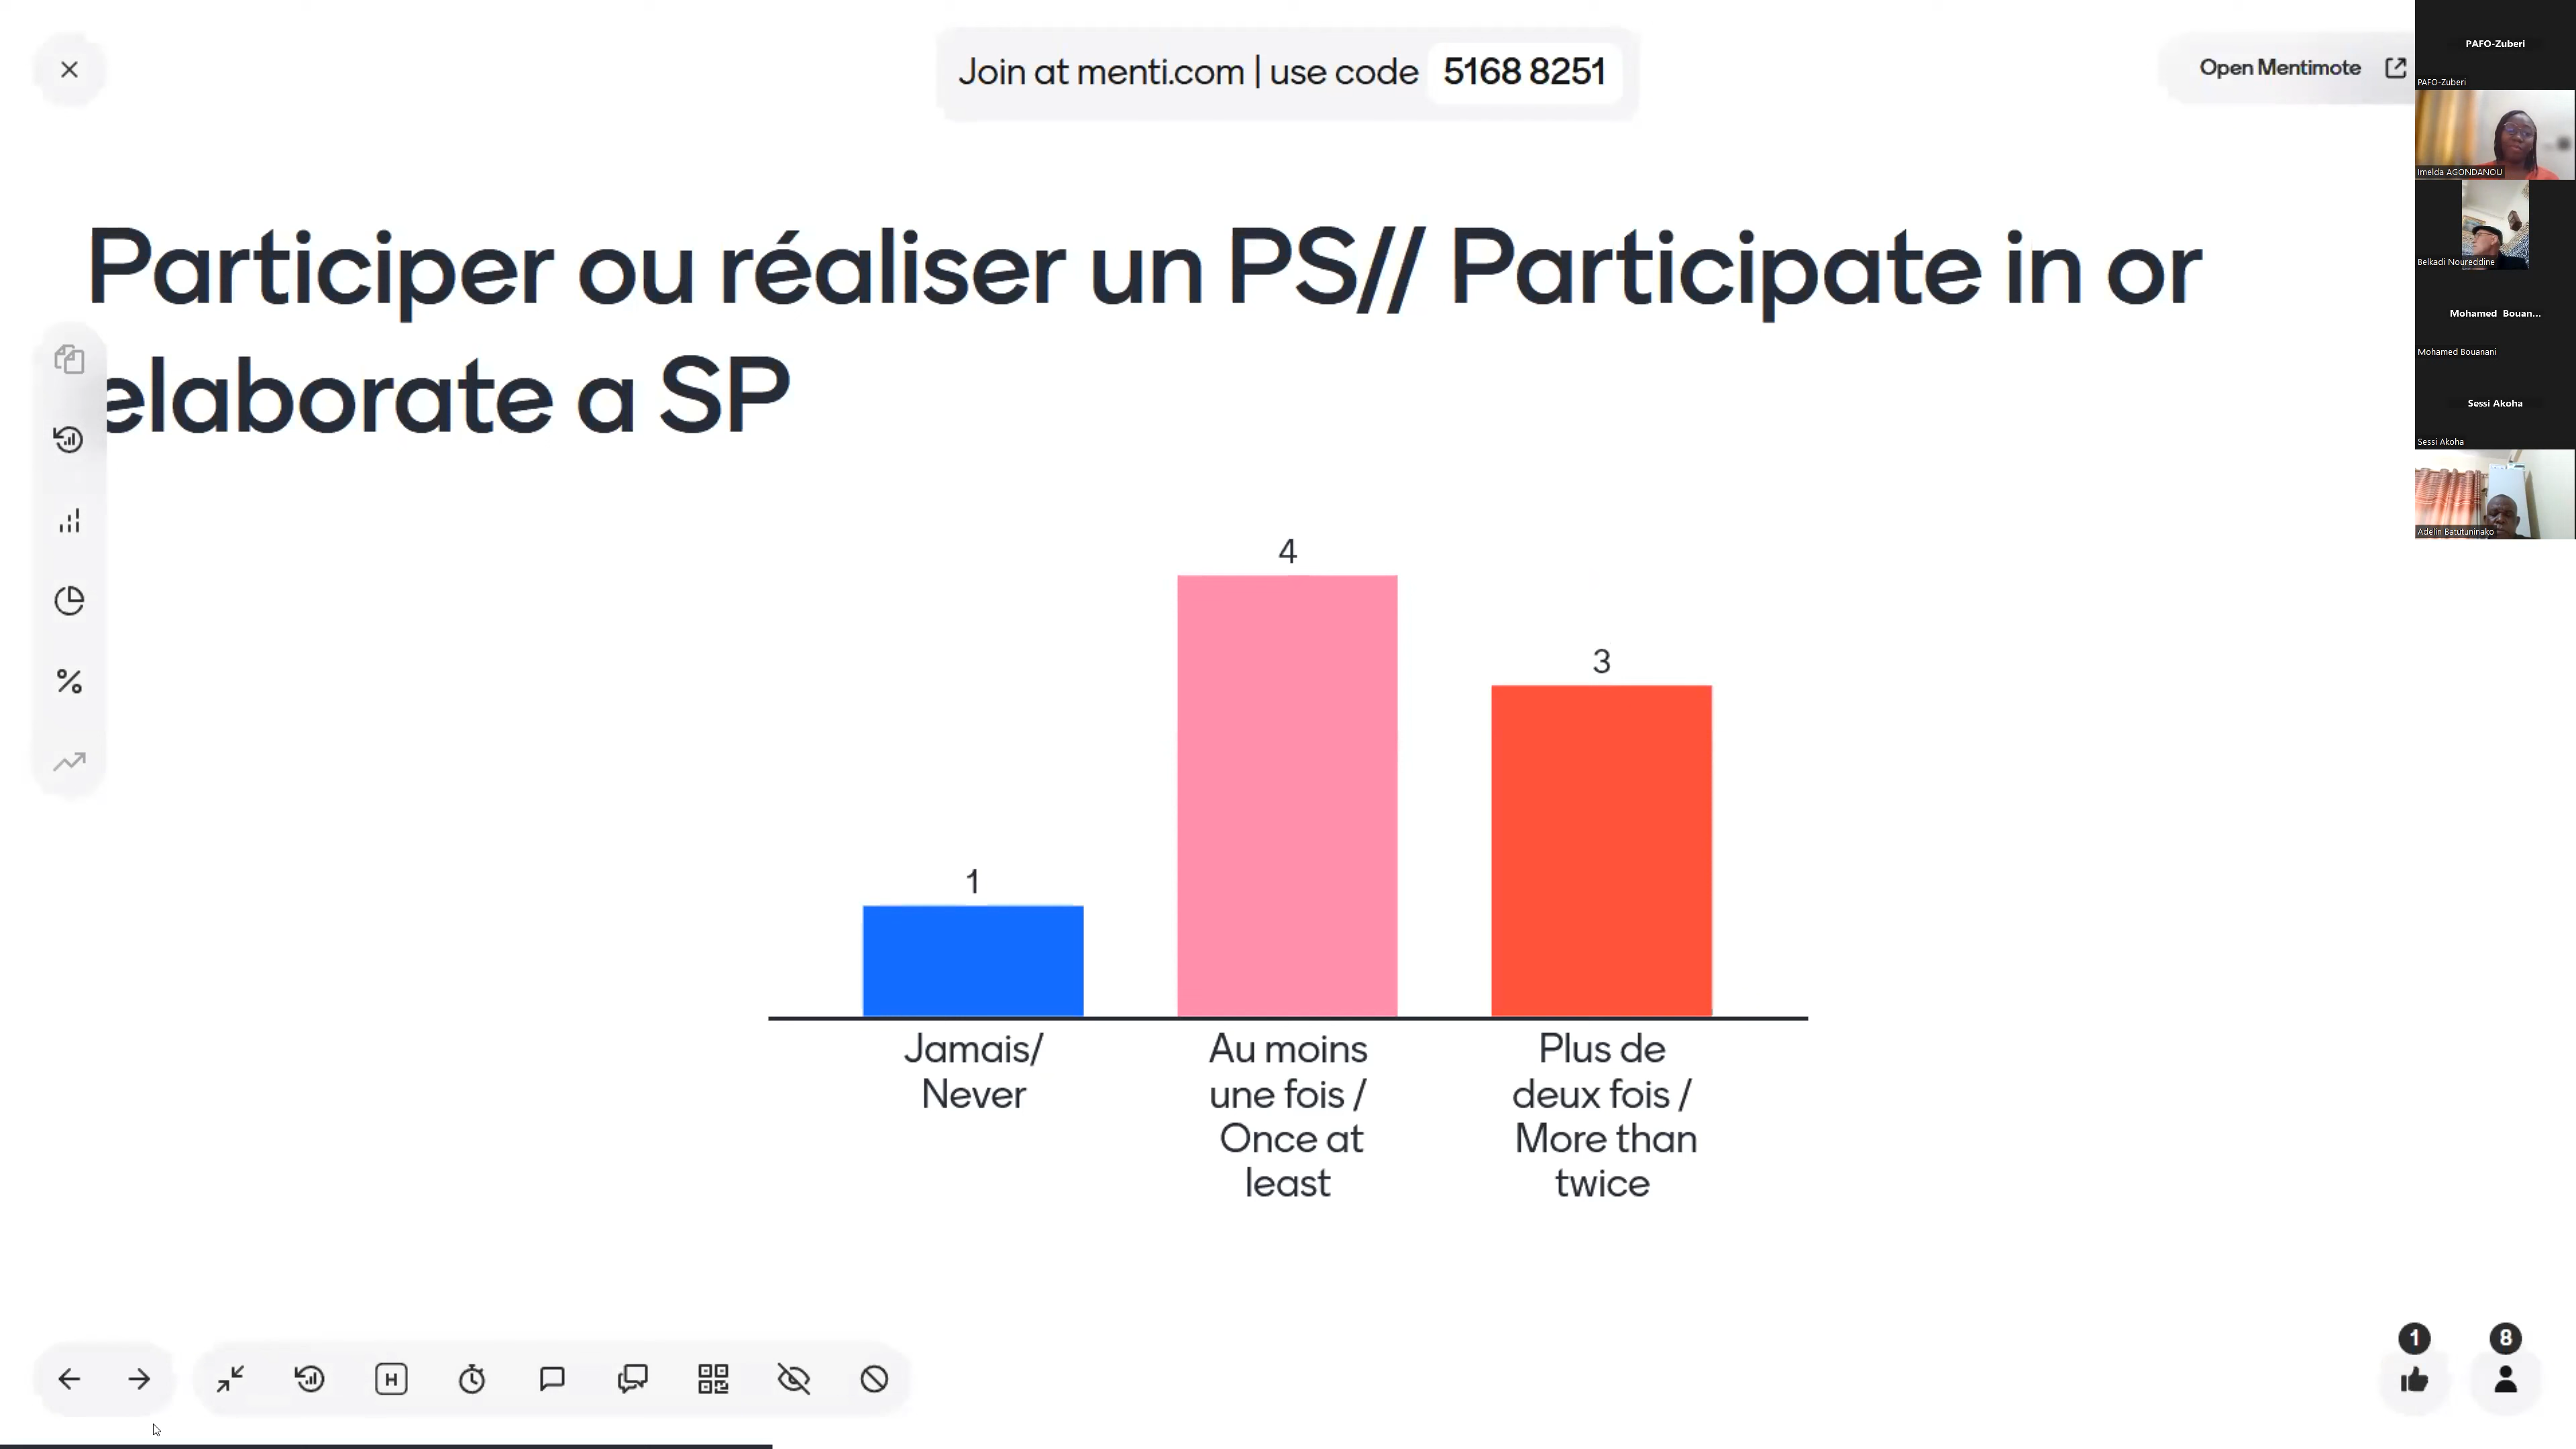 Join at menti.com | use code 5168 8251
Open Mentimote
Participer ou réaliser un PS// Participate in or
elaborate a SP
4
3
1
Jamais/
Never
Au moins
une fois /
Once at
least
Plus de
deux fois /
More than
twice
H
1
8
PAFO-Zuberi
PAFO-Zuberi
Imelda AGONDANOU
Belkadi Noureddine
Mohamed Bouan...
Mohamed Bouanani
Sessi Akoha
Sessi Akoha
Adelin Batutuninako